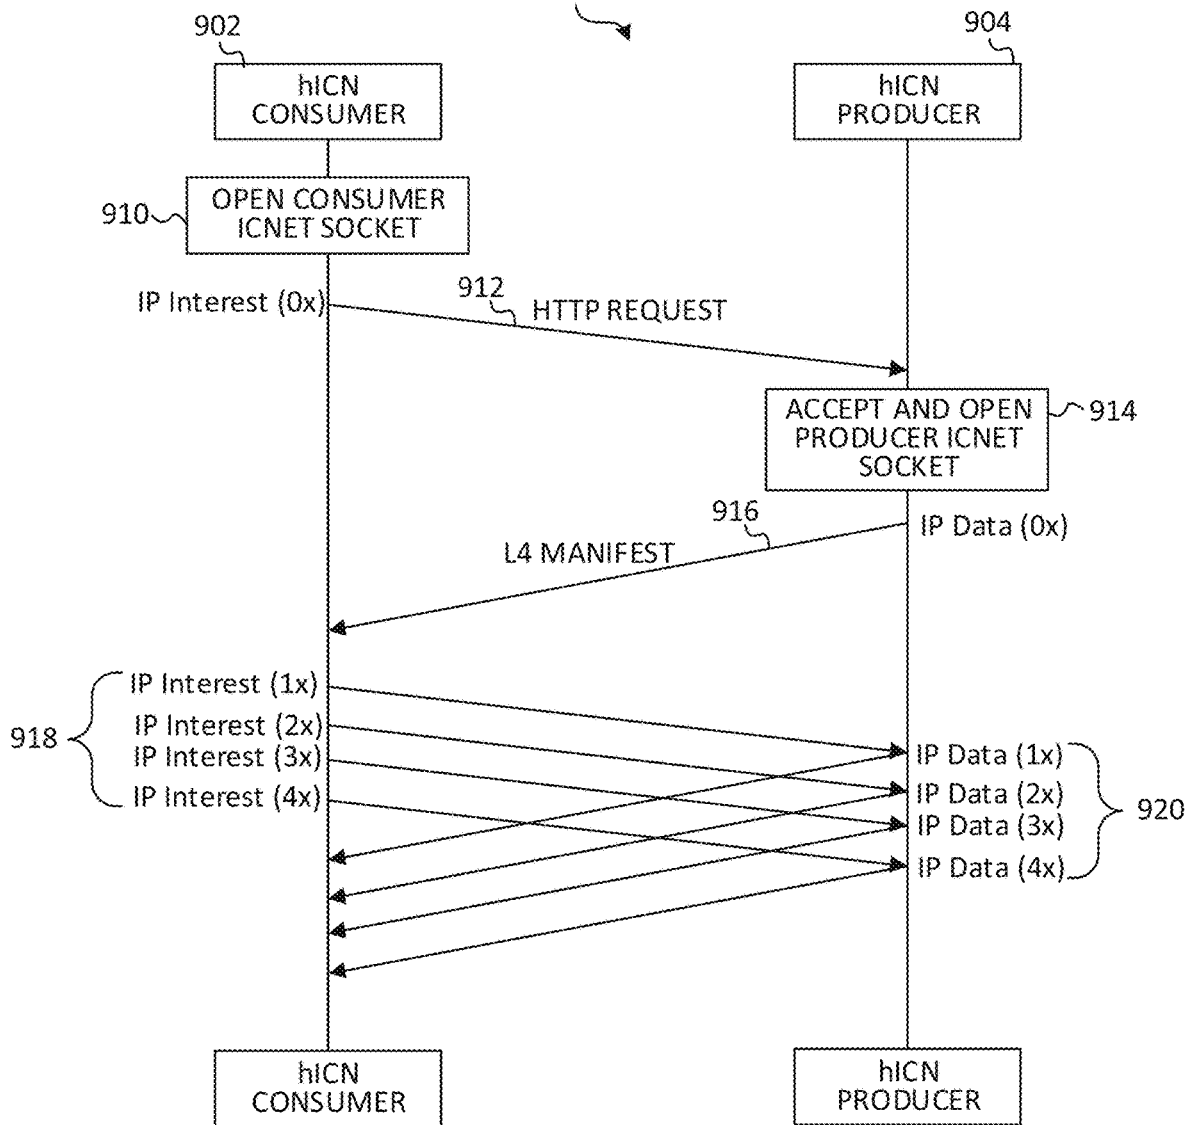 902
904
hICN
CONSUMER
hICN
PRODUCER
910
OPEN CONSUMER
ICNET SOCKET
IP Interest (0x)
912
HTTP REQUEST
ACCEPT AND OPEN
PRODUCER ICNET
SOCKET
914
916
IP Data (0x)
L4 MANIFEST
918
IP Interest (1x)
IP Interest (2x)
IP Interest (3x)
IP Interest (4x)
IP Data (1x)
IP Data (2x)
IP Data (3x)
IP Data (4x)
920
hICN
CONSUMER
hICN
PRODUCER